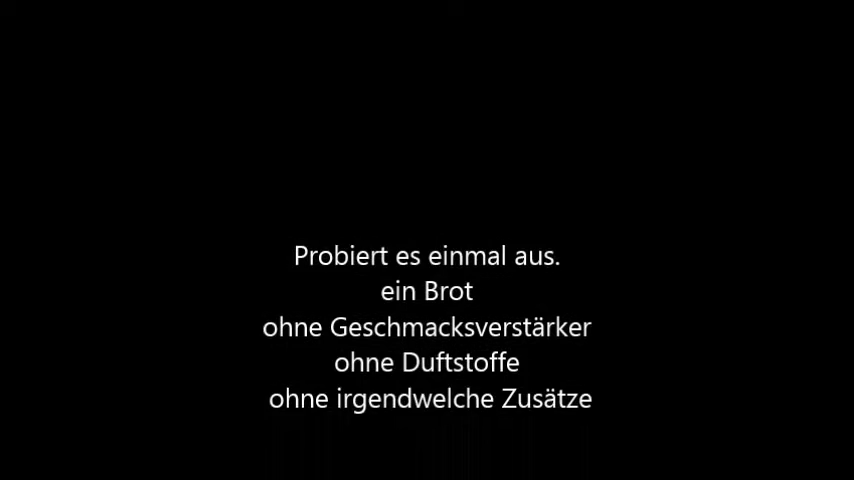 Probiert es einmal aus.
ein Brot
ohne Geschmacksverstärker
ohne Duftstoffe
ohne irgendwelche Zusätze